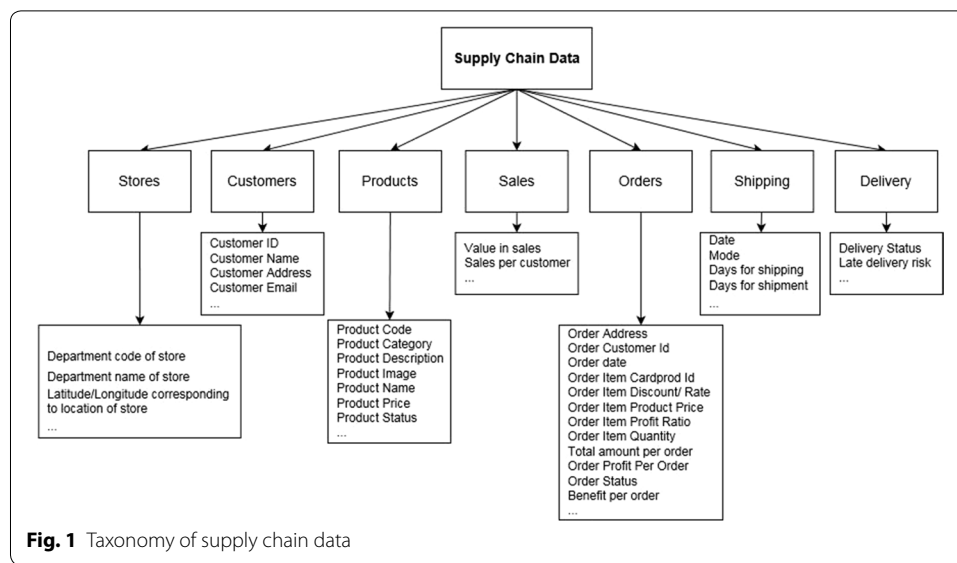 Supply Chain Data
Stores
Customers
Products
Sales
Orders
Shipping
Delivery
Department code of store
Department name of store
Latitude/Longitude corresponding
to location of store
...
Customer ID
Customer Name
Customer Address
Customer Email
...
Product Code
Product Category
Product Description
Product Image
Product Name
Product Price
Product Status
...
Value in sales
Sales per customer
...
Order Address
Order Customer Id
Order date
Order Item Cardprod Id
Order Item Discount/ Rate
Order Item Product Price
Order Item Profit Ratio
Order Item Quantity
Total amount per order
Order Profit Per Order
Order Status
Benefit per order
...
Date
Mode
Days for shipping
Days for shipment
...
Delivery Status
Late delivery risk
...
Fig. 1 Taxonomy of supply chain data